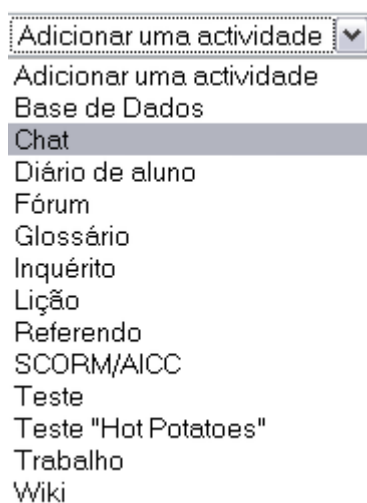 Adicionar uma actividade
Adicionar uma actividade
Base de Dados
Chat
Diário de aluno
Fórum
Glossário
Inquérito
Lição
Referendo
SCORM/AICC
Teste
Teste "Hot Potatoes"
Trabalho
Wiki